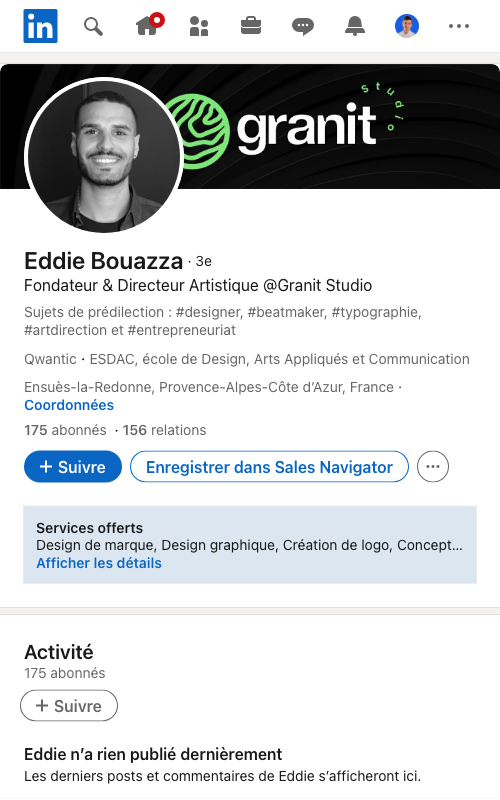 in
granit
studio
Eddie Bouazza · 3e
Fondateur & Directeur Artistique @Granit Studio
Sujets de prédilection : #designer, #beatmaker, #typographie,
#artdirection et #entrepreneuriat
Qwantic • ESDAC, école de Design, Arts Appliqués et Communication
Ensuès-la-Redonne, Provence-Alpes-Côte d’Azur, France ·
Coordonnées
175 abonnés · 156 relations
+ Suivre
Enregistrer dans Sales Navigator
Services offerts
Design de marque, Design graphique, Création de logo, Concept...
Afficher les détails
Activité
175 abonnés
+ Suivre
Eddie n’a rien publié dernièrement
Les derniers posts et commentaires de Eddie s’afficheront ici.